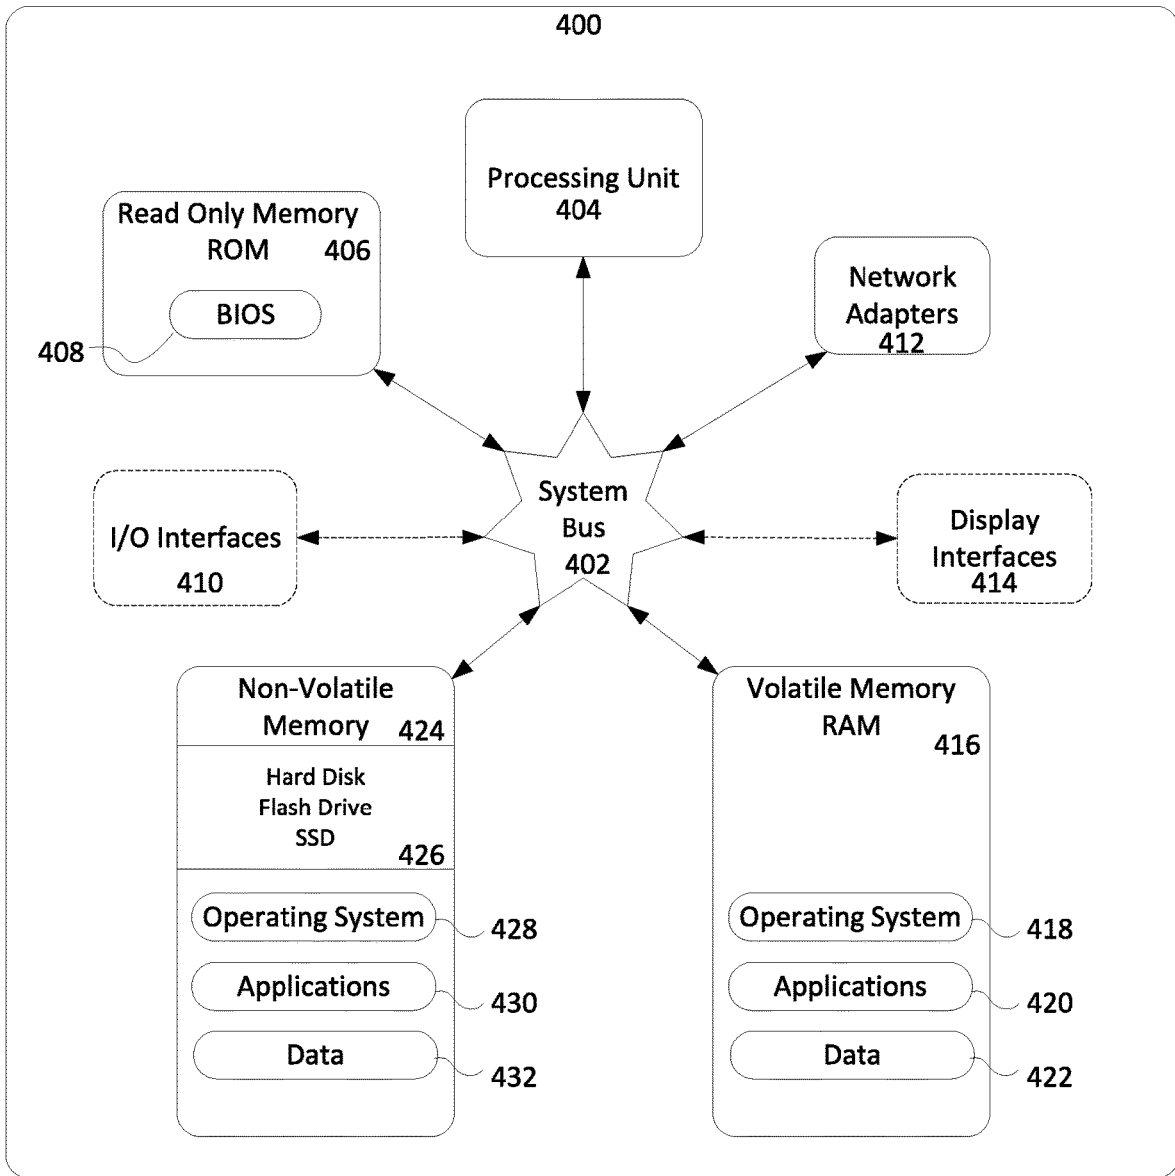 400
Processing Unit
404
Read Only Memory
ROM 406
BIOS
408
Network
Adapters
412
System
Bus
402
I/O Interfaces
410
Display
Interfaces
414
Non-Volatile
Memory 424
Hard Disk
Flash Drive
SSD
426
Operating System 428
Applications 430
Data 432
Volatile Memory
RAM 416
Operating System 418
Applications 420
Data 422